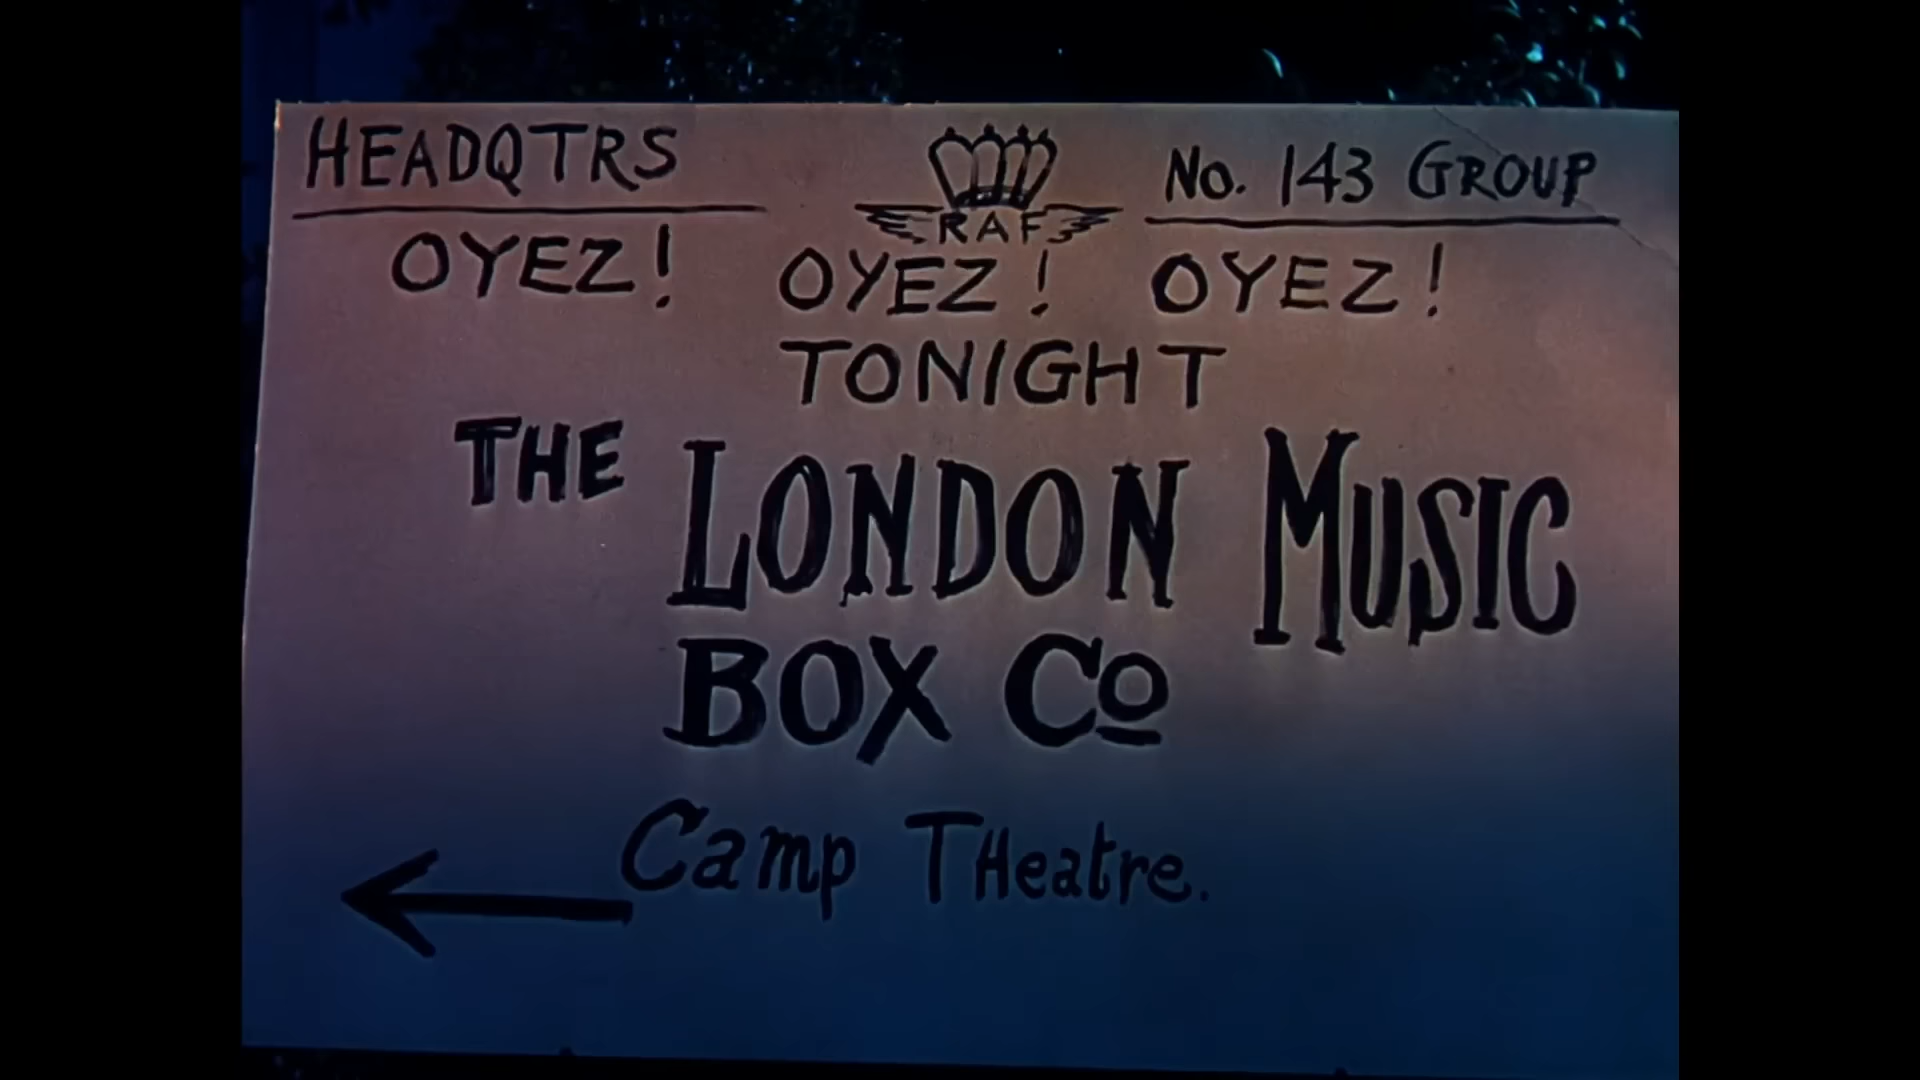 HEADQTRS
No. 143 GROUP
RAF
OYEZ! OYEZ! OYEZ!
TONIGHT
THE LONDON MUSIC
BOX Co
Camp THeatre.